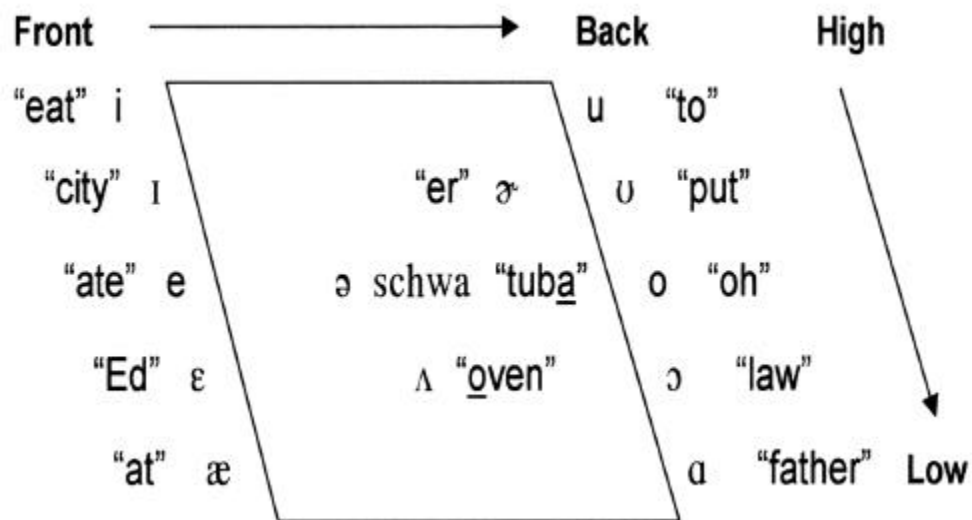 Front Back High
“eat” i u “to”
“city” ɪ “er” ɚ ʊ “put”
“ate” e ə schwa “tuba” o “oh”
“Ed” ɛ ʌ “oven” ɔ “law”
“at” æ ɑ “father” Low